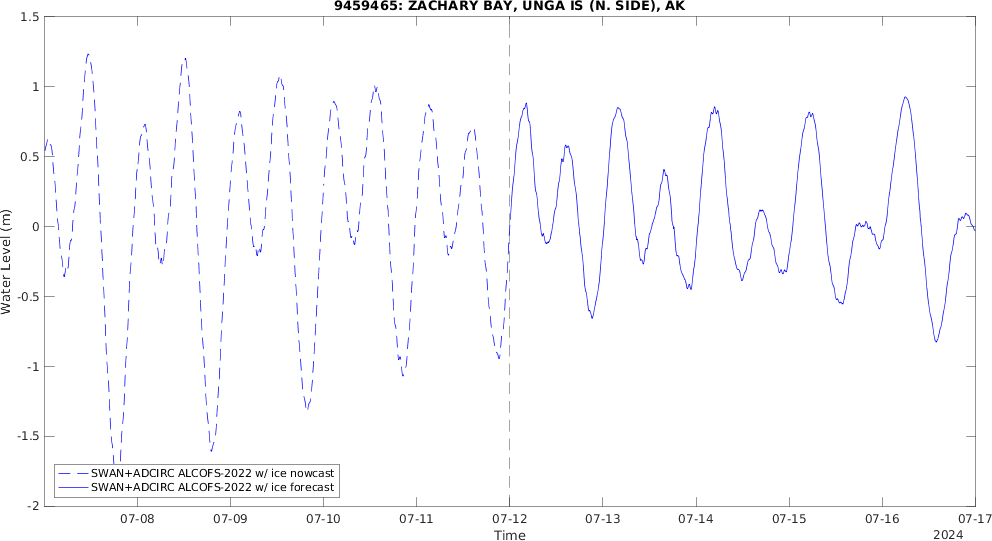 9459465: ZACHARY BAY, UNGA IS (N. SIDE), AK
1.5
1
0.5
0
-0.5
-1
-1.5
-2
Water Level (m)
SWAN+ADCIRC ALCOFS-2022 w/ ice nowcast
SWAN+ADCIRC ALCOFS-2022 w/ ice forecast
07-08 07-09 07-10 07-11 07-12 07-13 07-14 07-15 07-16 07-17
Time
2024